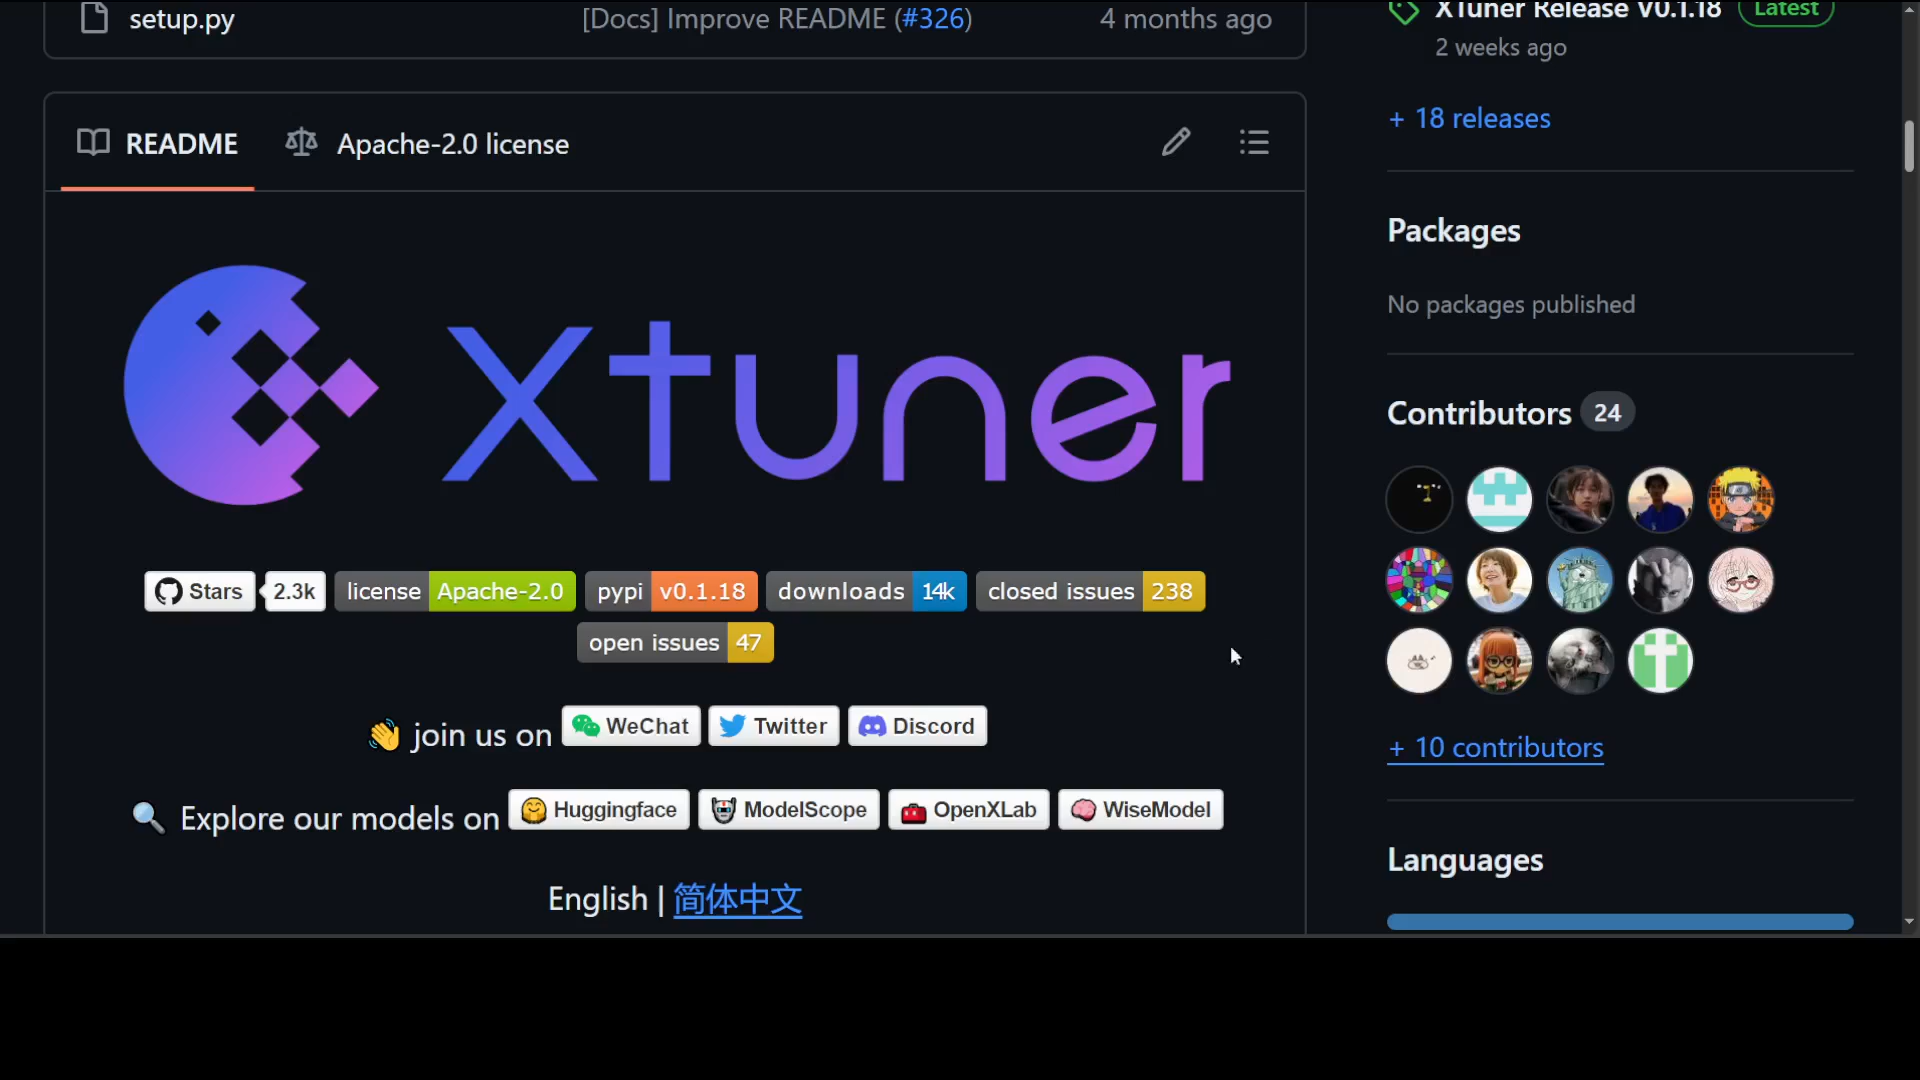 setup.py [Docs] Improve README (#326) 4 months ago
XTuner Release V0.1.18 Latest
2 weeks ago
+ 18 releases
README Apache-2.0 license
Packages
No packages published
xtuner
Contributors 24
Stars 2.3k license Apache-2.0 pypi v0.1.18 downloads 14k closed issues 238
open issues 47
👋 join us on WeChat Twitter Discord
+ 10 contributors
🔍 Explore our models on Huggingface ModelScope OpenXLab WiseModel
Languages
English | 简体中文